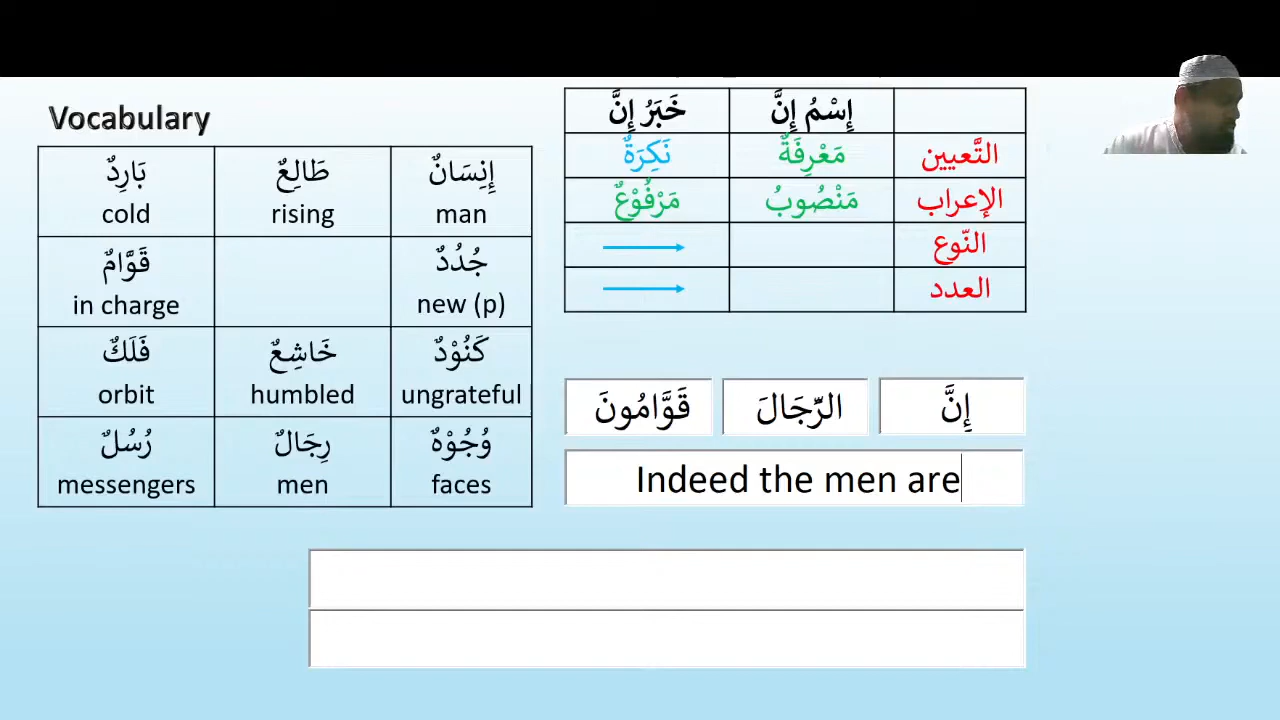 Vocabulary
بَارِدٌ طَالِعٌ إِنِسَانٌ
cold rising man
قَوَّامٌ جُدُدٌ
in charge new (p)
فَلَكٌ خَاشِعٌ كَنُوْدٌ
orbit humbled ungrateful
رُسُلٌ رِجَالٌ وُجُوْهٌ
messengers men faces
إِسْمُ إِنَّ خَبَرُ إِنَّ
التَّعيين مَعْرِفَةٌ نَكِرَةٌ
الإعراب مَنْصُوبُ مَرْفُوْعٌ
النّوع
العدد
إِنَّ الرِّجَالَ قَوَّامُونَ
Indeed the men are